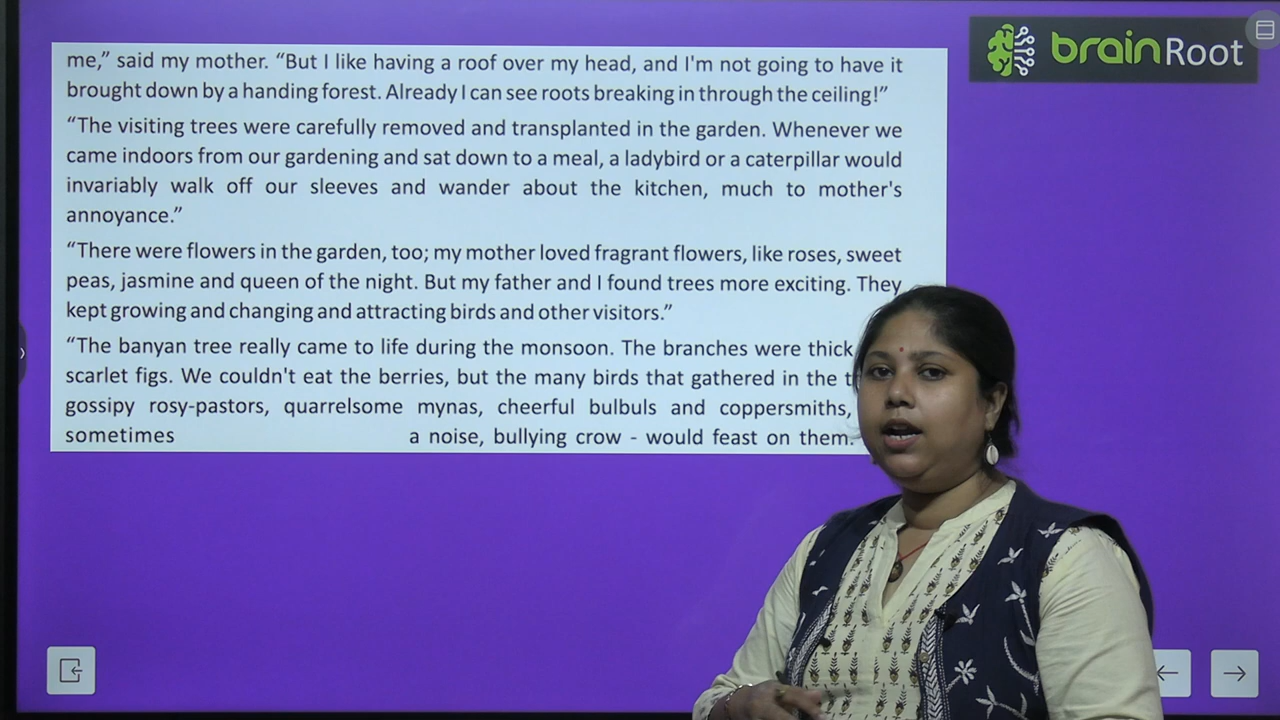 brainRoot
me,” said my mother. “But I like having a roof over my head, and I'm not going to have it
brought down by a handing forest. Already I can see roots breaking in through the ceiling!”
“The visiting trees were carefully removed and transplanted in the garden. Whenever we
came indoors from our gardening and sat down to a meal, a ladybird or a caterpillar would
invariably walk off our sleeves and wander about the kitchen, much to mother's
annoyance.”
“There were flowers in the garden, too; my mother loved fragrant flowers, like roses, sweet
peas, jasmine and queen of the night. But my father and I found trees more exciting. They
kept growing and changing and attracting birds and other visitors.”
“The banyan tree really came to life during the monsoon. The branches were thick
scarlet figs. We couldn't eat the berries, but the many birds that gathered in the
gossipy rosy-pastors, quarrelsome mynas, cheerful bulbuls and coppersmiths,
sometimes a noise, bullying crow - would feast on them.